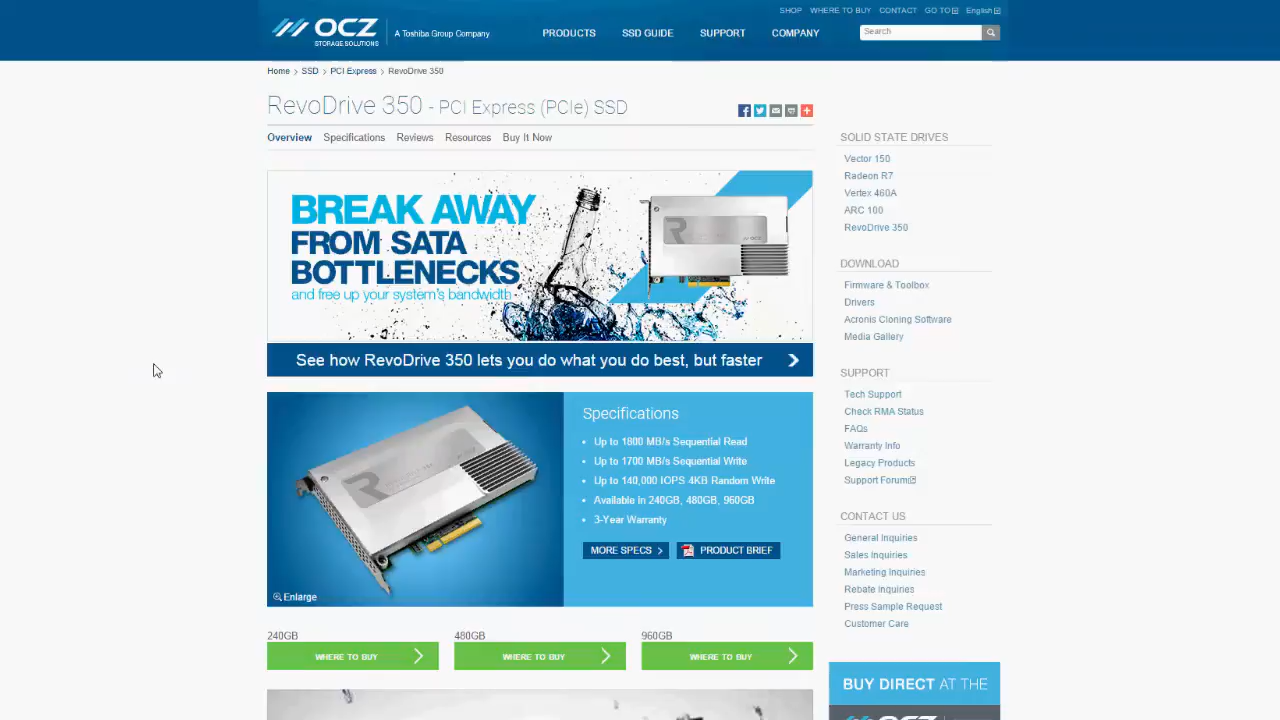 SHOP WHERE TO BUY CONTACT GO TO English
OCZ
STORAGE SOLUTIONS
A Toshiba Group Company
PRODUCTS SSD GUIDE SUPPORT COMPANY
Search
Home > SSD > PCI Express > RevoDrive 350
RevoDrive 350 - PCI Express (PCIe) SSD
Overview Specifications Reviews Resources Buy It Now
BREAK AWAY
FROM SATA
BOTTLENECKS
and free up your system's bandwidth
R
OCZ
See how RevoDrive 350 lets you do what you do best, but faster
R
Enlarge
Specifications
• Up to 1800 MB/s Sequential Read
• Up to 1700 MB/s Sequential Write
• Up to 140,000 IOPS 4KB Random Write
• Available in 240GB, 480GB, 960GB
• 3-Year Warranty
MORE SPECS
PRODUCT BRIEF
240GB 480GB 960GB
WHERE TO BUY WHERE TO BUY WHERE TO BUY
SOLID STATE DRIVES
Vector 150
Radeon R7
Vertex 460A
ARC 100
RevoDrive 350
DOWNLOAD
Firmware & Toolbox
Drivers
Acronis Cloning Software
Media Gallery
SUPPORT
Tech Support
Check RMA Status
FAQs
Warranty Info
Legacy Products
Support Forum
CONTACT US
General Inquiries
Sales Inquiries
Marketing Inquiries
Rebate Inquiries
Press Sample Request
Customer Care
BUY DIRECT AT THE
OCZ